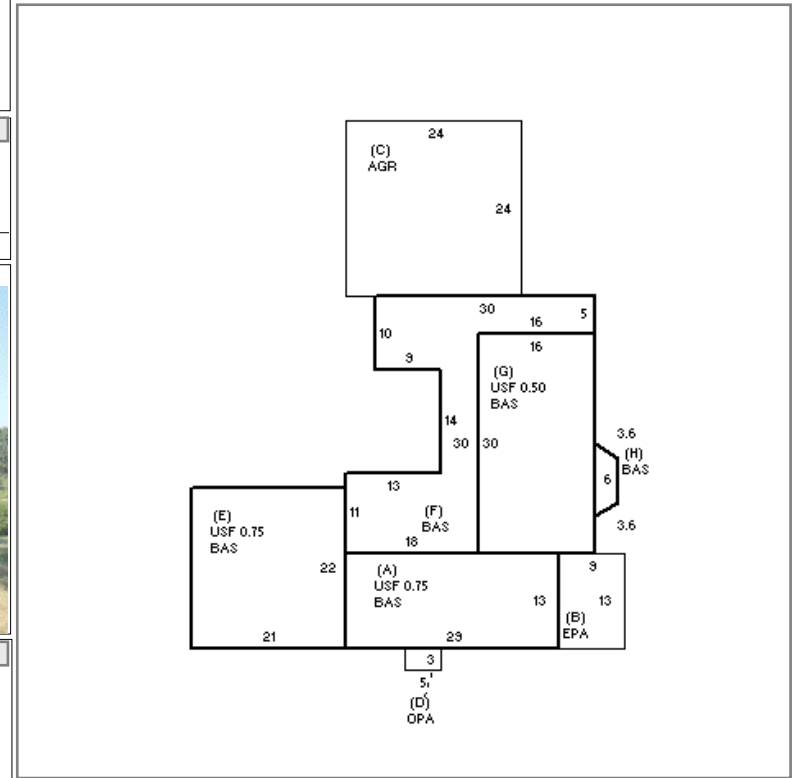 24
(C)
AGR
24
30
5
16
10
16
9
(G)
USF 0.50
BAS
14
3.6
30
30
(H)
BAS
6
13
(E)
USF 0.75
BAS
11
(F)
BAS
3.6
18
22
(A)
USF 0.75
BAS
9
13
13
(B)
EPA
21
29
3
5
(D)
OPA